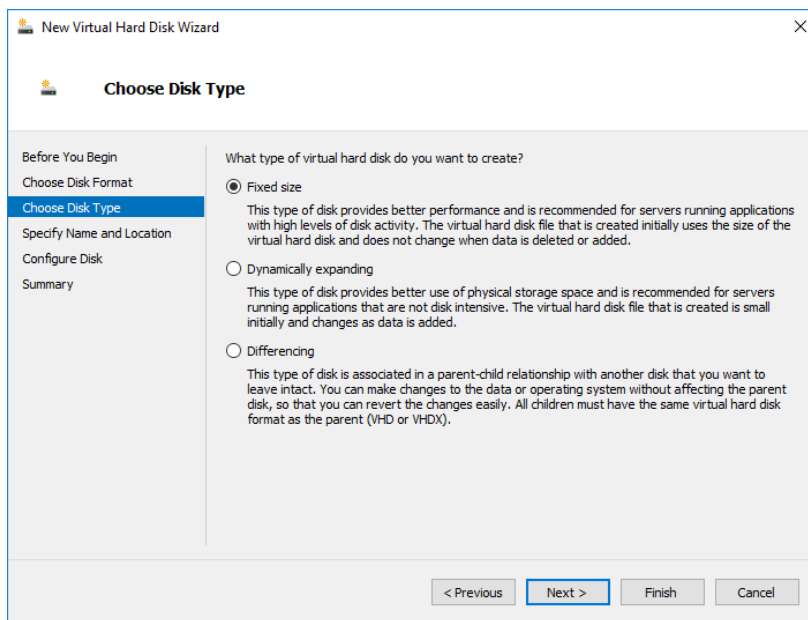 New Virtual Hard Disk Wizard
Choose Disk Type
Before You Begin
Choose Disk Format
Choose Disk Type
Specify Name and Location
Configure Disk
Summary
What type of virtual hard disk do you want to create?
Fixed size
This type of disk provides better performance and is recommended for servers running applications
with high levels of disk activity. The virtual hard disk file that is created initially uses the size of the
virtual hard disk and does not change when data is deleted or added.
Dynamically expanding
This type of disk provides better use of physical storage space and is recommended for servers
running applications that are not disk intensive. The virtual hard disk file that is created is small
initially and changes as data is added.
Differencing
This type of disk is associated in a parent-child relationship with another disk that you want to
leave intact. You can make changes to the data or operating system without affecting the parent
disk, so that you can revert the changes easily. All children must have the same virtual hard disk
format as the parent (VHD or VHDX).
< Previous
Next >
Finish
Cancel